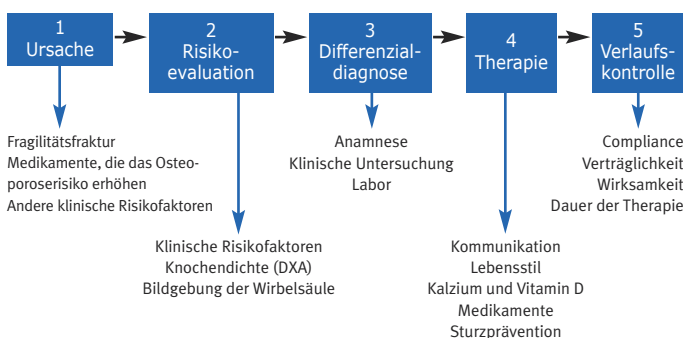 1
Ursache
2
Risiko-
evaluation
3
Differenzial-
diagnose
4
Therapie
5
Verlaufs-
kontrolle
Fragilitätsfraktur
Medikamente, die das Osteo-
poroserisiko erhöhen
Andere klinische Risikofaktoren
Klinische Risikofaktoren
Knochendichte (DXA)
Bildgebung der Wirbelsäule
Anamnese
Klinische Untersuchung
Labor
Kommunikation
Lebensstil
Kalzium und Vitamin D
Medikamente
Sturzprävention
Compliance
Verträglichkeit
Wirksamkeit
Dauer der Therapie